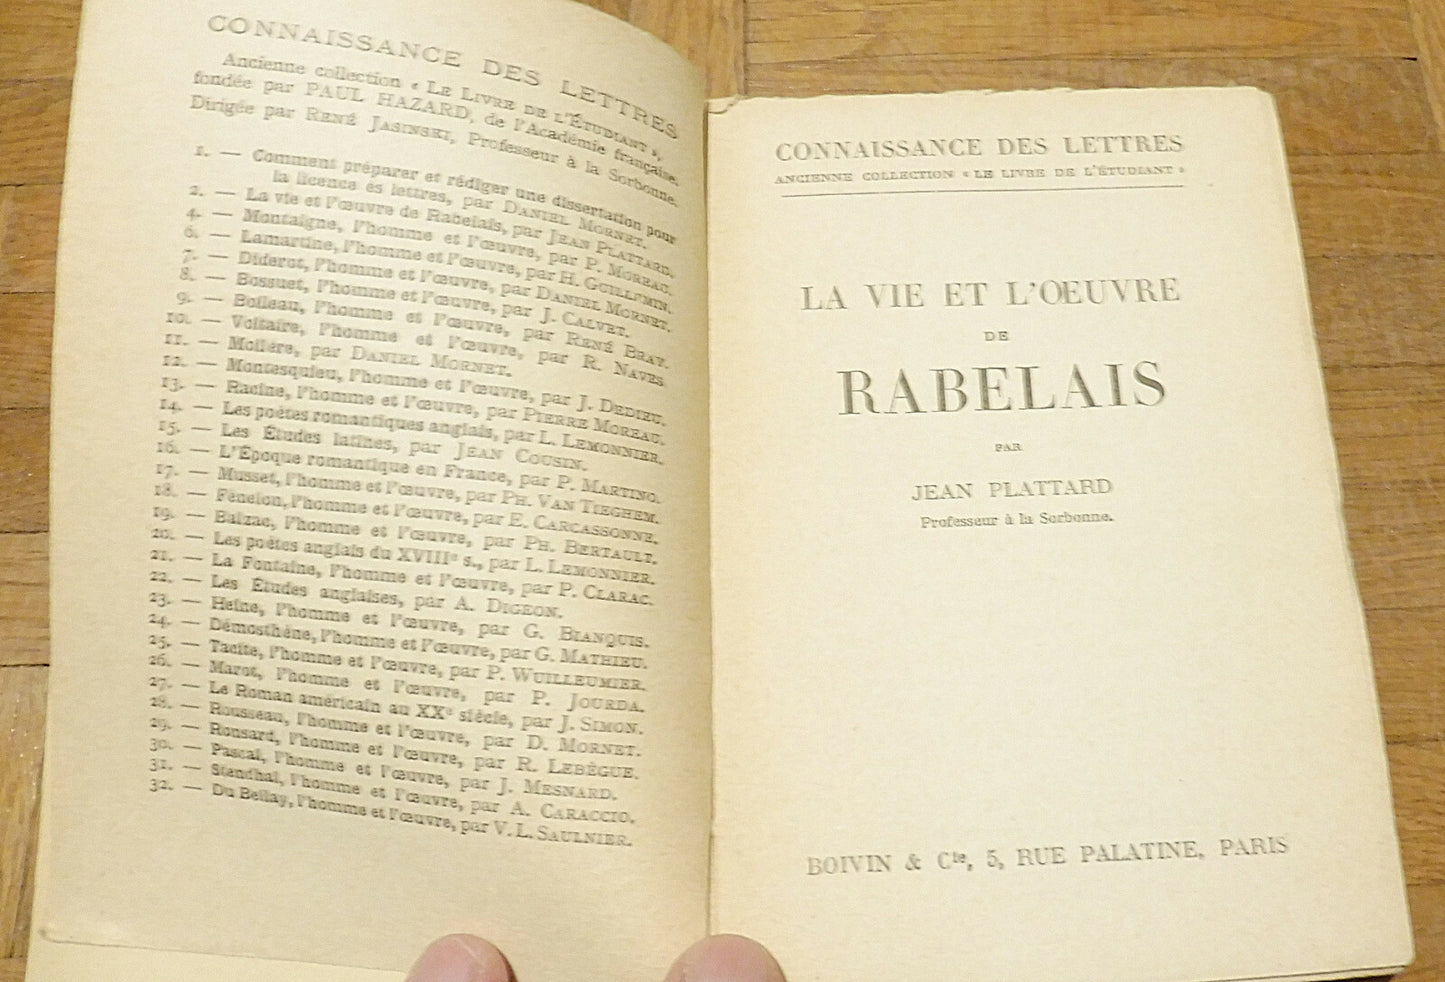 CONNAISSANCE DES LETTRES
Ancienne collection « LE LIVRE DE L'ÉTUDIANT »,
fondée par PAUL HAZARD, de l'Académie française.
Dirigée par RENÉ JASINSKI, Professeur à la Sorbonne.
1. — Comment préparer et rédiger une dissertation pour
la licence ès lettres, par DANIEL MORNET.
2. — La vie et l'œuvre de Rabelais, par JEAN PLATTARD.
4. — Montaigne, l'homme et l'œuvre, par P. MOREAU.
6. — Lamartine, l'homme et l'œuvre, par H. GUILLEMIN.
7. — Diderot, l'homme et l'œuvre, par DANIEL MORNET.
8. — Bossuet, l'homme et l'œuvre, par J. CALVET.
9. — Boileau, l'homme et l'œuvre, par RENÉ BRAY.
10. — Voltaire, l'homme et l'œuvre, par R. NAVES.
11. — Molière, par DANIEL MORNET.
12. — Montesquieu, l'homme et l'œuvre, par J. DEDIEU.
13. — Racine, l'homme et l'œuvre, par PIERRE MOREAU.
14. — Les poètes romantiques anglais, par L. LEMONNIER.
15. — Les Études latines, par JEAN COUSIN.
16. — L'Époque romantique en France, par P. MARTINO.
17. — Musset, l'homme et l'œuvre, par PH. VAN TIEGHEM.
18. — Fénelon, l'homme et l'œuvre, par E. CARCASSONNE.
19. — Balzac, l'homme et l'œuvre, par PH. BERTAULT.
20. — Les poètes anglais du XVIIIe s., par L. LEMONNIER.
21. — La Fontaine, l'homme et l'œuvre, par P. CLARAC.
22. — Les Études anglaises, par A. DIGEON.
23. — Heine, l'homme et l'œuvre, par G. BIANQUIS.
24. — Démosthène, l'homme et l'œuvre, par G. MATHIEU.
25. — Tacite, l'homme et l'œuvre, par P. WUILLEUMIER.
26. — Marot, l'homme et l'œuvre, par P. JOURDA.
27. — Le Roman américain au XXe siècle, par J. SIMON.
28. — Rousseau, l'homme et l'œuvre, par D. MORNET.
29. — Ronsard, l'homme et l'œuvre, par R. LEBÈGUE.
30. — Pascal, l'homme et l'œuvre, par J. MESNARD.
31. — Stendhal, l'homme et l'œuvre, par A. CARACCIO.
32. — Du Bellay, l'homme et l'œuvre, par V. L. SAULNIER.
CONNAISSANCE DES LETTRES
ANCIENNE COLLECTION « LE LIVRE DE L'ÉTUDIANT »
LA VIE ET L'ŒUVRE
DE
RABELAIS
PAR
JEAN PLATTARD
Professeur à la Sorbonne.
BOIVIN & Cie, 5, RUE PALATINE, PARIS